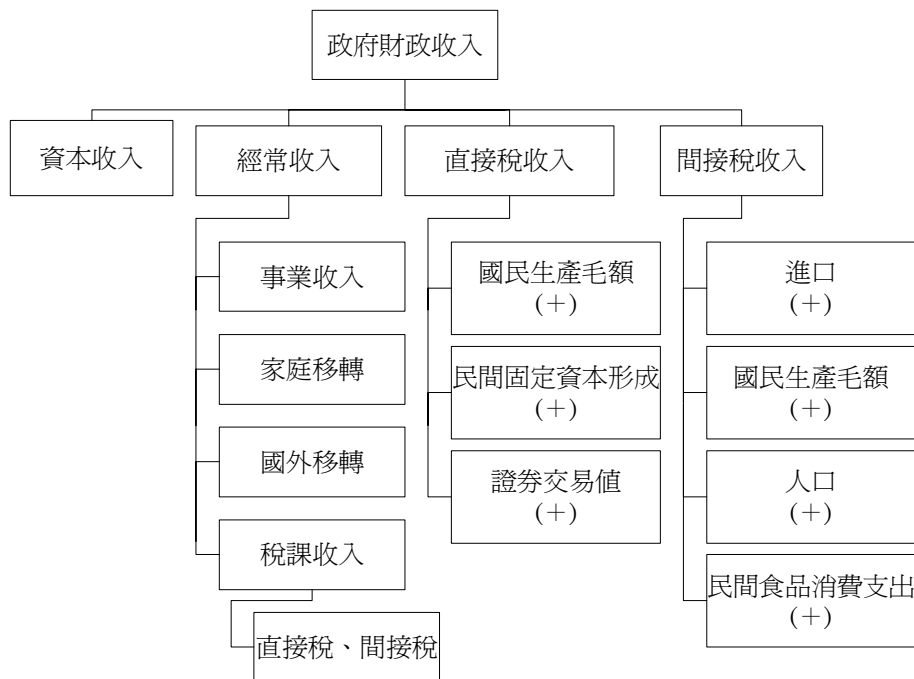 政府財政收入
資本收入
經常收入
直接稅收入
間接稅收入
事業收入
家庭移轉
國外移轉
稅課收入
直接稅、間接稅
國民生產毛額
(＋)
民間固定資本形成
(＋)
證券交易值
(＋)
進口
(＋)
國民生產毛額
(＋)
人口
(＋)
民間食品消費支出
(＋)